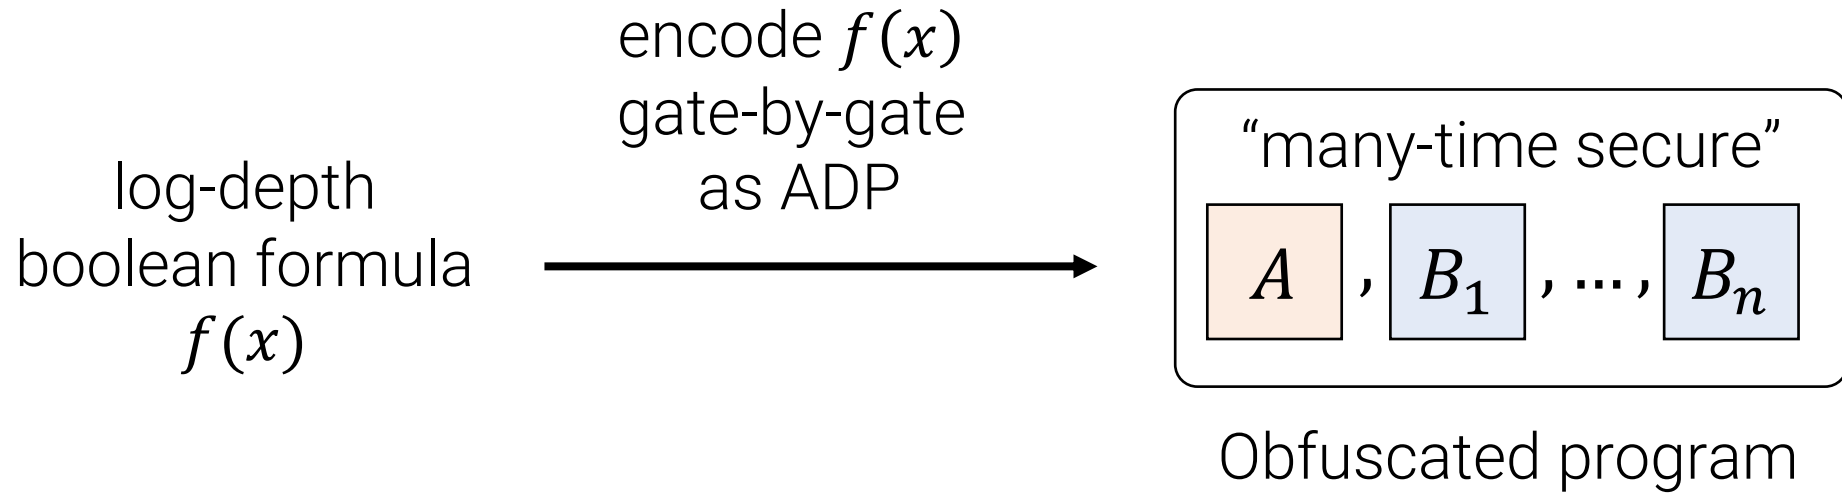 log-depth
boolean formula
f(x)
encode f(x)
gate-by-gate
as ADP
“many-time secure”
A , B₁ , … , Bₙ
Obfuscated program